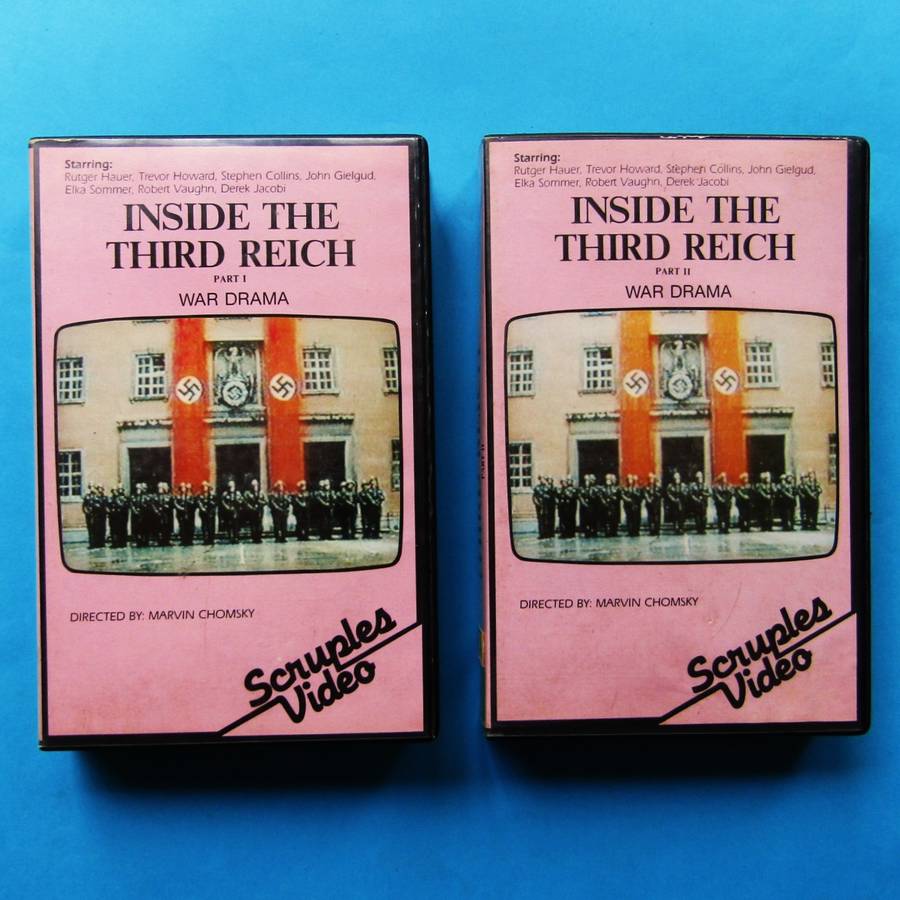 Starring:
Rutger Hauer, Trevor Howard, Stephen Collins, John Gielgud,
Elka Sommer, Robert Vaughn, Derek Jacobi
INSIDE THE
THIRD REICH
PART I
WAR DRAMA
DIRECTED BY: MARVIN CHOMSKY
Scruples
Video
Starring:
Rutger Hauer, Trevor Howard, Stephen Collins, John Gielgud,
Elka Sommer, Robert Vaughn, Derek Jacobi
INSIDE THE
THIRD REICH
PART II
WAR DRAMA
DIRECTED BY: MARVIN CHOMSKY
Scruples
Video